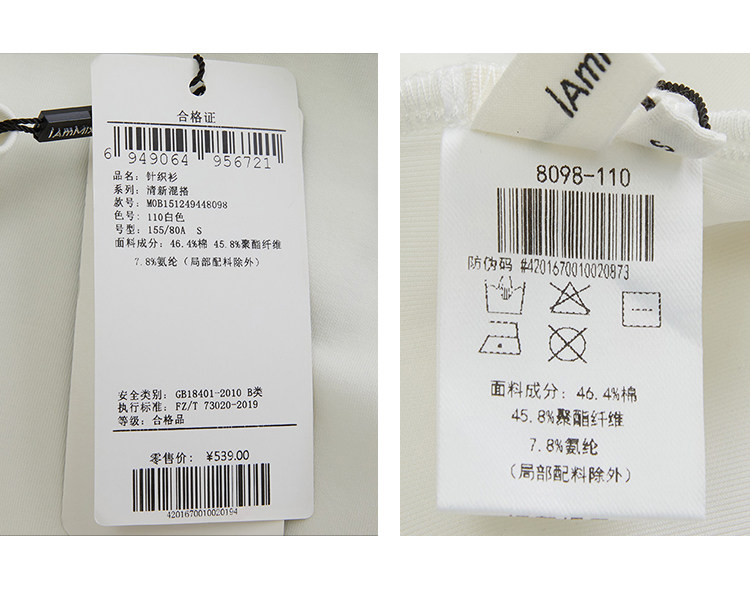 IAMMIX
合格证
6 949064 956721
品名: 针织衫
系列: 清新混搭
款号: MOB151249448098
色号: 110白色
号型: 155/80A S
面料成分: 46.4%棉 45.8%聚酯纤维
7.8%氨纶(局部配料除外)
安全类别: GB18401-2010 B类
执行标准: FZ/T 73020-2019
等级: 合格品
零售价: ¥539.00
4201670010020194
IAmm
S
8098-110
防伪码 #4201670010020873
面料成分: 46.4%棉
45.8%聚酯纤维
7.8%氨纶
(局部配料除外)